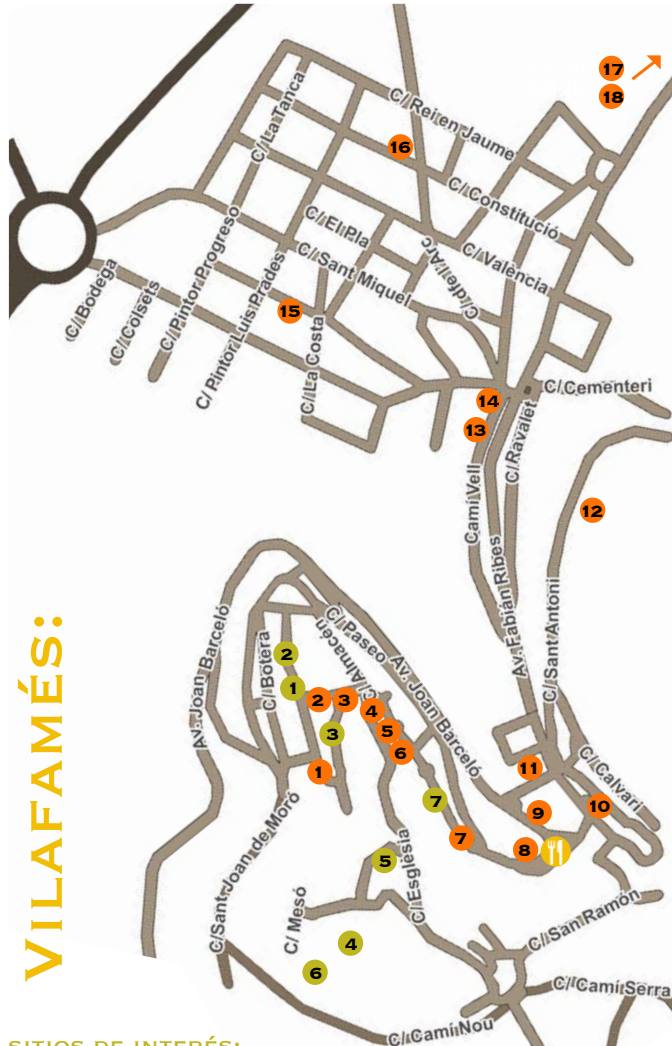 17
18
C/ Rei en Jaume
C/ La Tanca
16
C/ Constitució
C/ El Pla
C/ València
C/ Sant Miquel
C/ del Arc
C/ Bodega
C/ Colsets
C/ Pintor Progreso
C/ Pintor Luis Prades
15
C/ La Costa
14
C/ Cementeri
13
C/ Ravalet
Camí Vell
12
Av. Fabián Ribes
C/ Sant Antoni
VILAFAMÉS:
Av. Joan Barceló
C/ Botera
C/ Almacén
C/ Paseo
Av. Joan Barceló
2
1
2
3
4
3
5
6
1
11
C/ Calvari
7
9
10
7
8
5
C/ Sant Joan de Moró
C/ Església
C/ Mesó
4
6
C/ San Ramón
C/ Camí Serra
C/ Camí Nou
SITIOS DE INTERÉS: